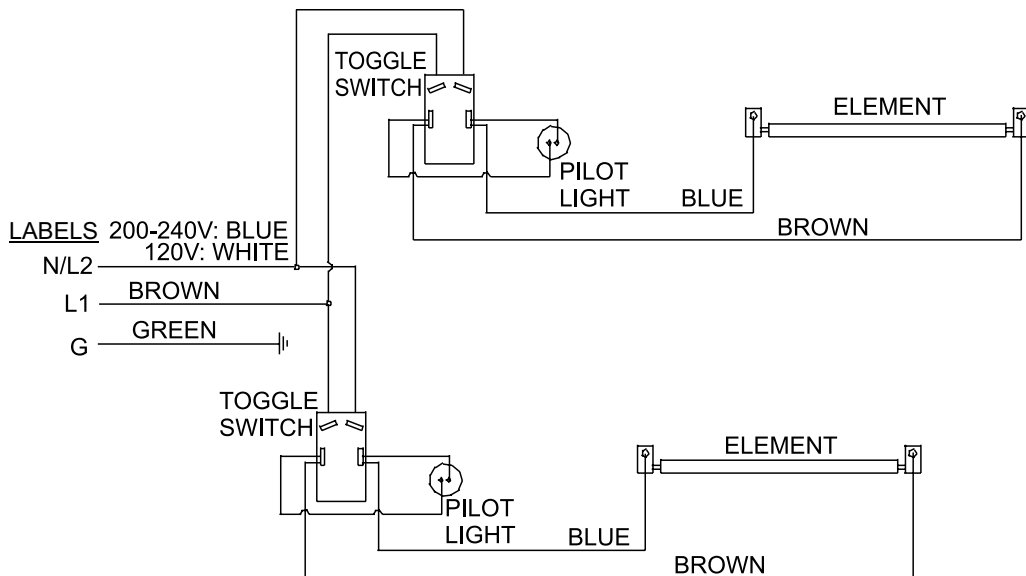 TOGGLE
SWITCH
ELEMENT
PILOT
LIGHT
BLUE
BROWN
LABELS 200-240V: BLUE
120V: WHITE
N/L2
L1 BROWN
G GREEN
TOGGLE
SWITCH
ELEMENT
PILOT
LIGHT
BLUE
BROWN